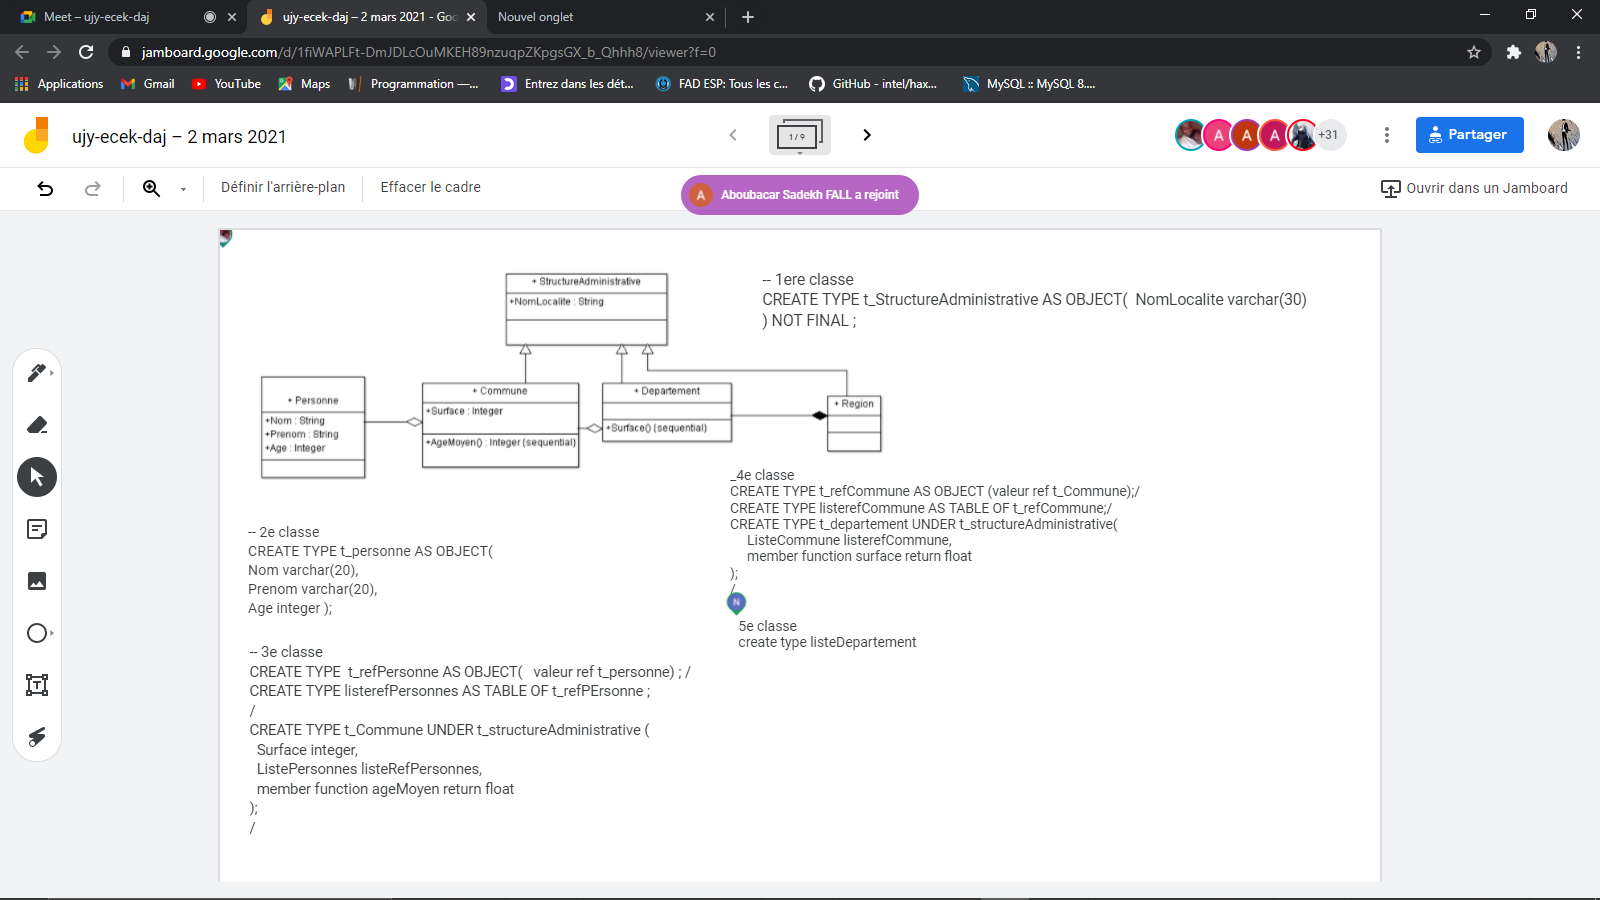 Meet – ujy-ecek-daj
ujy-ecek-daj – 2 mars 2021 - Goo
Nouvel onglet
jamboard.google.com/d/1fiWAPLFt-DmJDLcOuMKEH89nzuqpZKpgsGX_b_Qhhh8/viewer?f=0
Applications
Gmail
YouTube
Maps
Programmation —...
Entrez dans les dét...
FAD ESP: Tous les c...
GitHub - intel/hax...
MySQL :: MySQL 8....
ujy-ecek-daj – 2 mars 2021
1 / 9
A
A
A
+31
Partager
Définir l'arrière-plan
Effacer le cadre
A
Aboubacar Sadekh FALL a rejoint
Ouvrir dans un Jamboard
+ StructureAdministrative
+NomLocalite : String
-- 1ere classe
CREATE TYPE t_StructureAdministrative AS OBJECT( NomLocalite varchar(30)
) NOT FINAL ;
+ Personne
+Nom : String
+Prenom : String
+Age : Integer
+ Commune
+Surface : Integer
+AgeMoyen() : Integer (sequential)
+ Departement
+Surface() (sequential)
+ Region
_4e classe
CREATE TYPE t_refCommune AS OBJECT (valeur ref t_Commune);/
CREATE TYPE listerefCommune AS TABLE OF t_refCommune;/
CREATE TYPE t_departement UNDER t_structureAdministrative(
ListeCommune listerefCommune,
member function surface return float
);
/
N
5e classe
create type listeDepartement
-- 2e classe
CREATE TYPE t_personne AS OBJECT(
Nom varchar(20),
Prenom varchar(20),
Age integer );
-- 3e classe
CREATE TYPE t_refPersonne AS OBJECT( valeur ref t_personne) ; /
CREATE TYPE listerefPersonnes AS TABLE OF t_refPErsonne ;
/
CREATE TYPE t_Commune UNDER t_structureAdministrative (
Surface integer,
ListePersonnes listeRefPersonnes,
member function ageMoyen return float
);
/